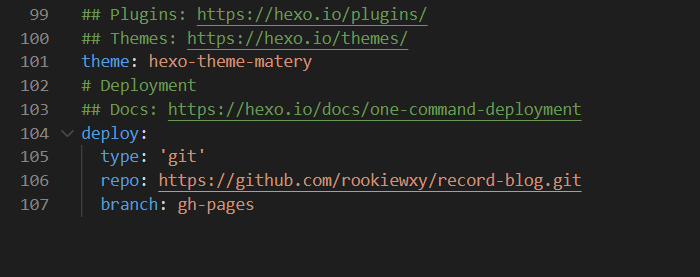 99 ## Plugins: https://hexo.io/plugins/
100 ## Themes: https://hexo.io/themes/
101 theme: hexo-theme-matery
102 # Deployment
103 ## Docs: https://hexo.io/docs/one-command-deployment
104 deploy:
105 type: 'git'
106 repo: https://github.com/rookiewxy/record-blog.git
107 branch: gh-pages